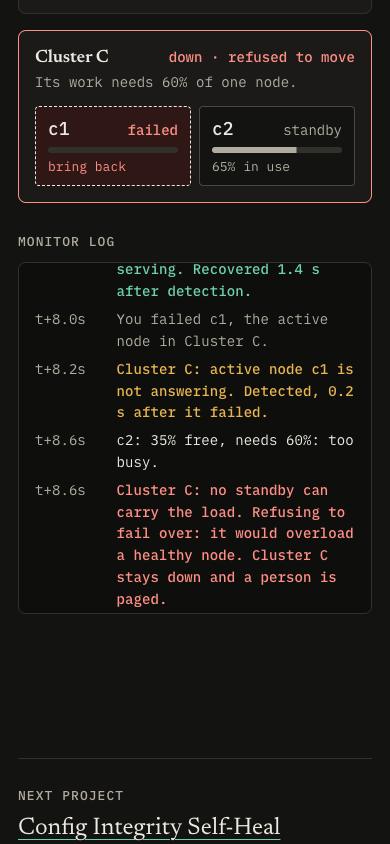 Cluster C down · refused to move
Its work needs 60% of one node.
c1 failed
bring back
c2 standby
65% in use
MONITOR LOG
serving. Recovered 1.4 s
after detection.
t+8.0s You failed c1, the active
node in Cluster C.
t+8.2s Cluster C: active node c1 is
not answering. Detected, 0.2
s after it failed.
t+8.6s c2: 35% free, needs 60%: too
busy.
t+8.6s Cluster C: no standby can
carry the load. Refusing to
fail over: it would overload
a healthy node. Cluster C
stays down and a person is
paged.
NEXT PROJECT
Config Integrity Self-Heal